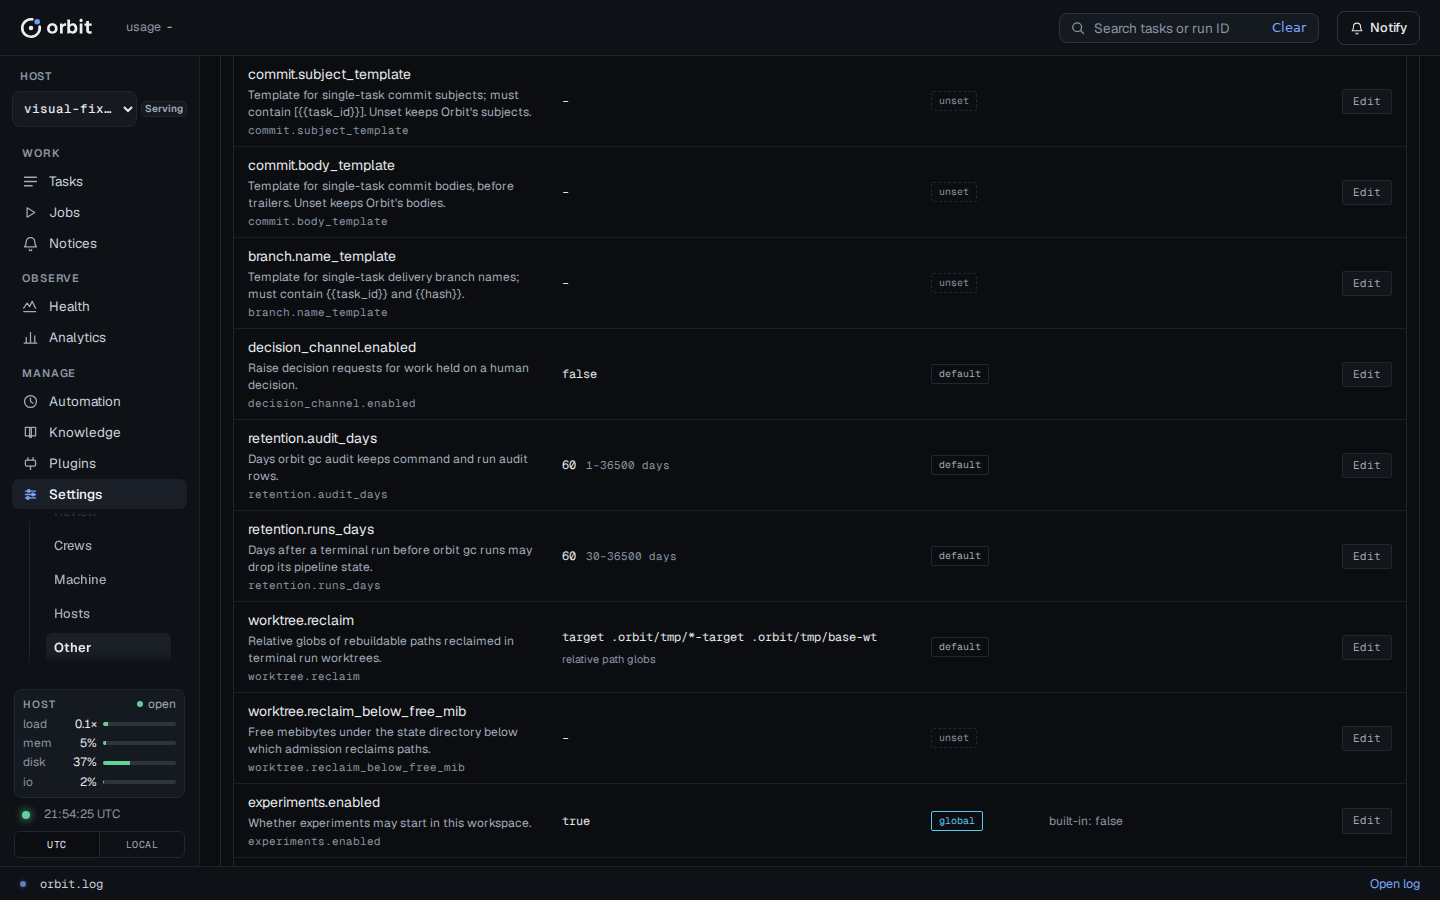 orbit
usage –
Search tasks or run ID
Clear
Notify
HOST
visual-fix…
Serving
WORK
Tasks
Jobs
Notices
OBSERVE
Health
Analytics
MANAGE
Automation
Knowledge
Plugins
Settings
Review
Crews
Machine
Hosts
Other
HOST
open
load 0.1×
mem 5%
disk 37%
io 2%
21:54:25 UTC
UTC
LOCAL
commit.subject_template
Template for single-task commit subjects; must
contain [{{task_id}}]. Unset keeps Orbit's subjects.
commit.subject_template
–
unset
Edit
commit.body_template
Template for single-task commit bodies, before
trailers. Unset keeps Orbit's bodies.
commit.body_template
–
unset
Edit
branch.name_template
Template for single-task delivery branch names;
must contain {{task_id}} and {{hash}}.
branch.name_template
–
unset
Edit
decision_channel.enabled
Raise decision requests for work held on a human
decision.
decision_channel.enabled
false
default
Edit
retention.audit_days
Days orbit gc audit keeps command and run audit
rows.
retention.audit_days
60 1–36500 days
default
Edit
retention.runs_days
Days after a terminal run before orbit gc runs may
drop its pipeline state.
retention.runs_days
60 30–36500 days
default
Edit
worktree.reclaim
Relative globs of rebuildable paths reclaimed in
terminal run worktrees.
worktree.reclaim
target .orbit/tmp/*-target .orbit/tmp/base-wt
relative path globs
default
Edit
worktree.reclaim_below_free_mib
Free mebibytes under the state directory below
which admission reclaims paths.
worktree.reclaim_below_free_mib
–
unset
Edit
experiments.enabled
Whether experiments may start in this workspace.
experiments.enabled
true
global
built-in: false
Edit
orbit.log
Open log